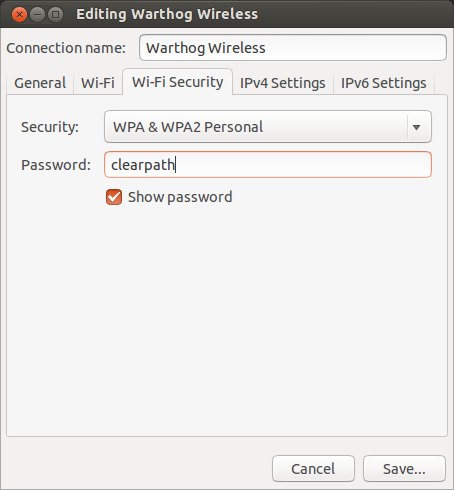 Editing Warthog Wireless
Connection name: Warthog Wireless
General Wi-Fi Wi-Fi Security IPv4 Settings IPv6 Settings
Security: WPA & WPA2 Personal
Password: clearpath
Show password
Cancel Save...